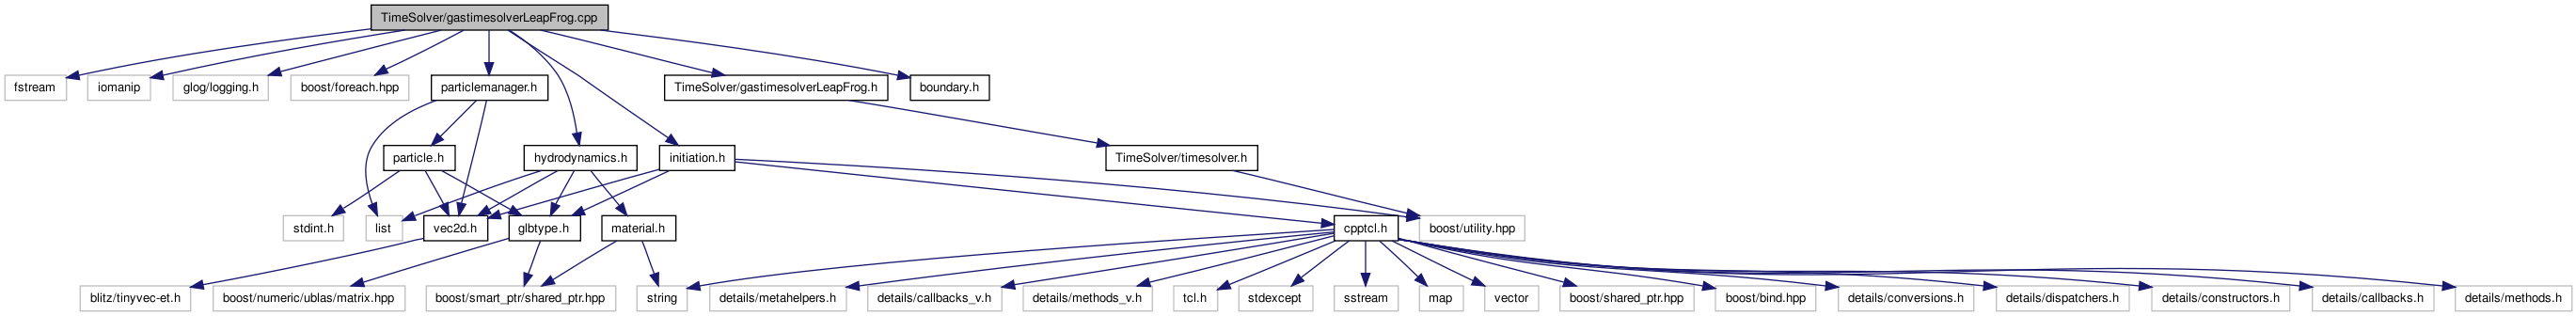 TimeSolver/gastimesolverLeapFrog.cpp
fstream
iomanip
glog/logging.h
boost/foreach.hpp
particlemanager.h
TimeSolver/gastimesolverLeapFrog.h
boundary.h
particle.h
hydrodynamics.h
initiation.h
TimeSolver/timesolver.h
stdint.h
list
vec2d.h
glbtype.h
material.h
cpptcl.h
boost/utility.hpp
blitz/tinyvec-et.h
boost/numeric/ublas/matrix.hpp
boost/smart_ptr/shared_ptr.hpp
string
details/metahelpers.h
details/callbacks_v.h
details/methods_v.h
tcl.h
stdexcept
sstream
map
vector
boost/shared_ptr.hpp
boost/bind.hpp
details/conversions.h
details/dispatchers.h
details/constructors.h
details/callbacks.h
details/methods.h